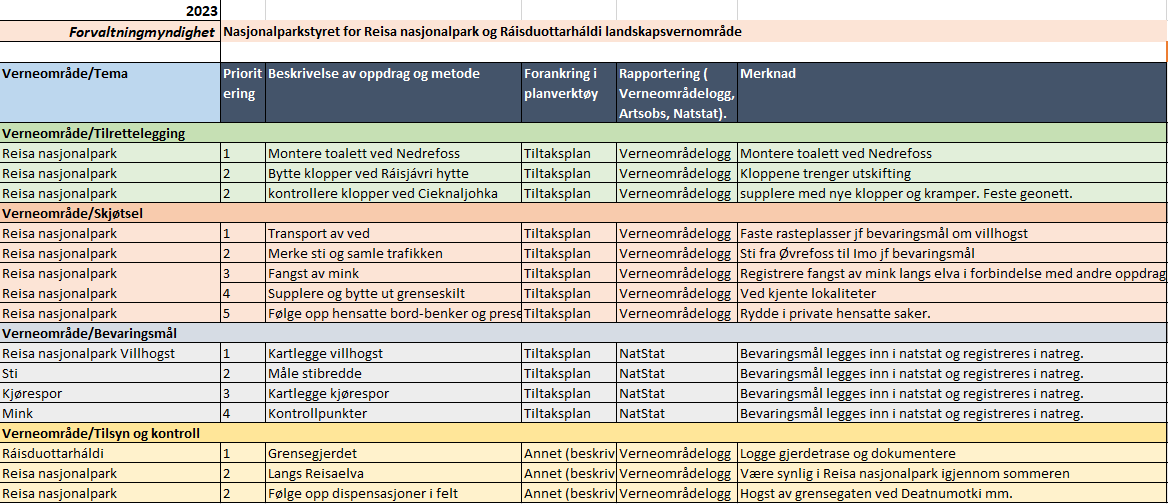 2023
Forvaltningmyndighet Nasjonalparkstyret for Reisa nasjonalpark og Ráisduottarháldi landskapsvernområde
Verneområde/Tema Priorit Beskrivelse av oppdrag og metode Forankring i Rapportering ( Merknad
ering planverktøy Verneområdelogg,
Artsobs, Natstat).
Verneområde/Tilrettelegging
Reisa nasjonalpark 1 Montere toalett ved Nedrefoss Tiltaksplan Verneområdelogg Montere toalett ved Nedrefoss
Reisa nasjonalpark 2 Bytte klopper ved Ráisjávri hytte Tiltaksplan Verneområdelogg Kloppene trenger utskifting
Reisa nasjonalpark 2 kontrollere klopper ved Cieknaljohka Tiltaksplan Verneområdelogg supplere med nye klopper og kramper. Feste geonett.
Verneområde/Skjøtsel
Reisa nasjonalpark 1 Transport av ved Tiltaksplan Verneområdelogg Faste rasteplasser jf bevaringsmål om villhogst
Reisa nasjonalpark 2 Merke sti og samle trafikken Tiltaksplan Verneområdelogg Sti fra Øvrefoss til Imo jf bevaringsmål
Reisa nasjonalpark 3 Fangst av mink Tiltaksplan Verneområdelogg Registrere fangst av mink langs elva i forbindelse med andre oppdrag
Reisa nasjonalpark 4 Supplere og bytte ut grenseskilt Tiltaksplan Verneområdelogg Ved kjente lokaliteter
Reisa nasjonalpark 5 Følge opp hensatte bord-benker og prese Tiltaksplan Verneområdelogg Rydde i private hensatte saker.
Verneområde/Bevaringsmål
Reisa nasjonalpark Villhogst 1 Kartlegge villhogst Tiltaksplan NatStat Bevaringsmål legges inn i natstat og registreres i natreg.
Sti 2 Måle stibredde Tiltaksplan NatStat Bevaringsmål legges inn i natstat og registreres i natreg.
Kjørespor 3 Kartlegge kjørespor Tiltaksplan NatStat Bevaringsmål legges inn i natstat og registreres i natreg.
Mink 4 Kontrollpunkter Tiltaksplan NatStat Bevaringsmål legges inn i natstat og registreres i natreg.
Verneområde/Tilsyn og kontroll
Ráisduottarháldi 1 Grensegjerdet Annet (beskriv Verneområdelogg Logge gjerdetrase og dokumentere
Reisa nasjonalpark 2 Langs Reisaelva Annet (beskriv Verneområdelogg Være synlig i Reisa nasjonalpark igjennom sommeren
Reisa nasjonalpark 2 Følge opp dispensasjoner i felt Annet (beskriv Verneområdelogg Hogst av grensegaten ved Deatnumotki mm.